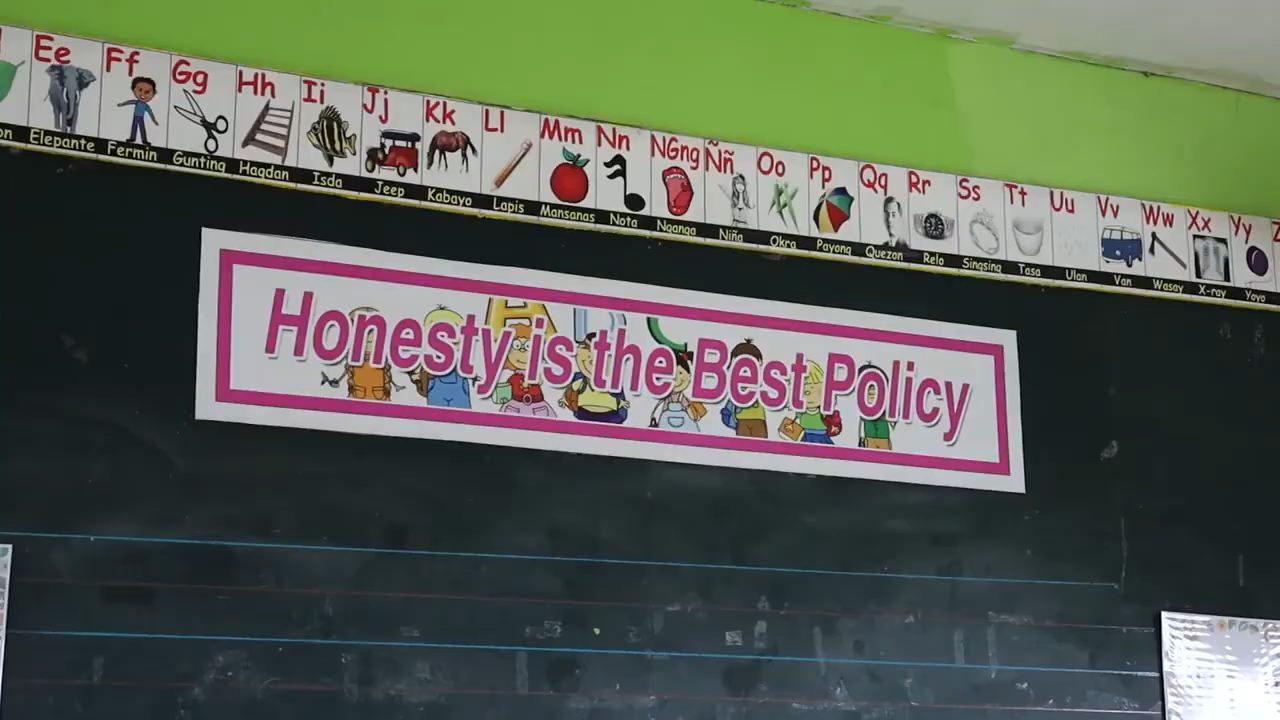 Ee Ff Gg Hh Ii Jj Kk Ll Mm Nn NGng Ññ Oo Pp Qq Rr Ss Tt Uu Vv Ww Xx Yy
Elepante Fermin Gunting Hagdan Isda Jeep Kabayo Lapis Mansanas Nota Nganga Niña Okra Payong Quezon Relo Singsing Tasa Ulan Van Wasay X-ray Yoyo
Honesty is the Best Policy